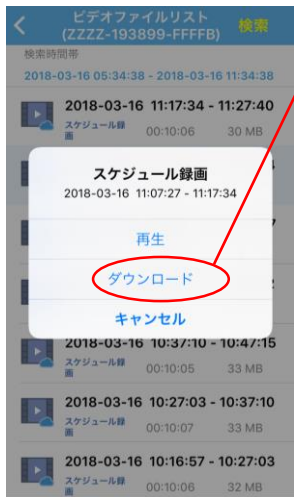 ビデオファイルリスト
(ZZZZ-193899-FFFFB)
検索
検索時間帯
2018-03-16 05:34:38 - 2018-03-16 11:34:38
2018-03-16 11:17:34 - 11:27:40
スケジュール録画
00:10:06 30 MB
スケジュール録画
2018-03-16 11:07:27 - 11:17:34
再生
ダウンロード
キャンセル
2018-03-16 10:37:10 - 10:47:15
スケジュール録画
00:10:05 33 MB
2018-03-16 10:27:03 - 10:37:10
スケジュール録画
00:10:07 33 MB
2018-03-16 10:16:57 - 10:27:03
スケジュール録画
00:10:06 32 MB